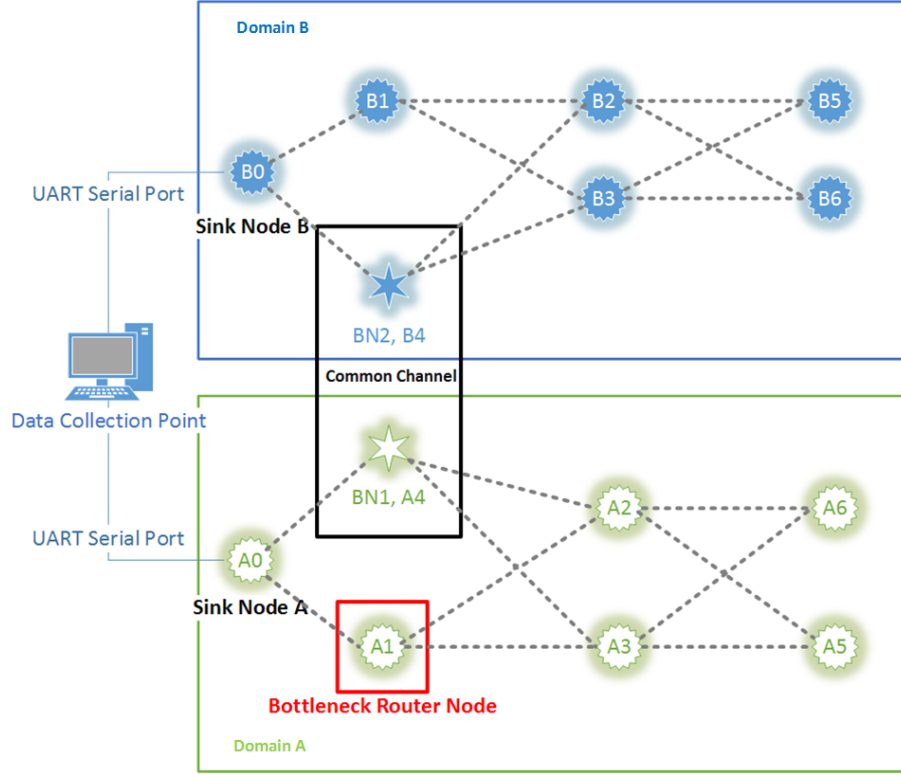 Domain B
B1
B2
B5
B0
UART Serial Port
B3
B6
Sink Node B
BN2, B4
Common Channel
Data Collection Point
BN1, A4
A2
A6
UART Serial Port
A0
Sink Node A
A1
A3
A5
Bottleneck Router Node
Domain A